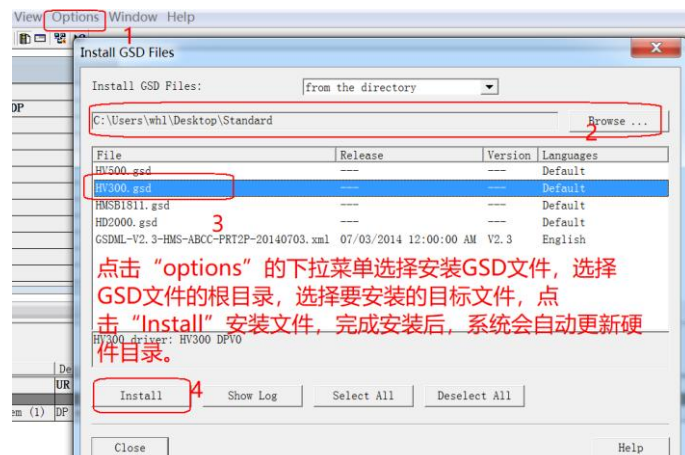 View Options Window Help
1
Install GSD Files
Install GSD Files: from the directory
DP
C:\Users\whl\Desktop\Standard Browse ...
2
File Release Version Languages
HV500.gsd --- --- Default
HV300.gsd --- --- Default
HMSB1811.gsd --- --- Default
3
HD2000.gsd --- --- Default
GSDML-V2.3-HMS-ABCC-PRT2P-20140703.xml 07/03/2014 12:00:00 AM V2.3 English
点击“options”的下拉菜单选择安装GSD文件，选择
GSD文件的根目录，选择要安装的目标文件，点
击“Install”安装文件，完成安装后，系统会自动更新硬
HV300 driver: HV300 DPV0
件目录。
De
UR
Install 4 Show Log Select All Deselect All
em (1) DP
Close Help